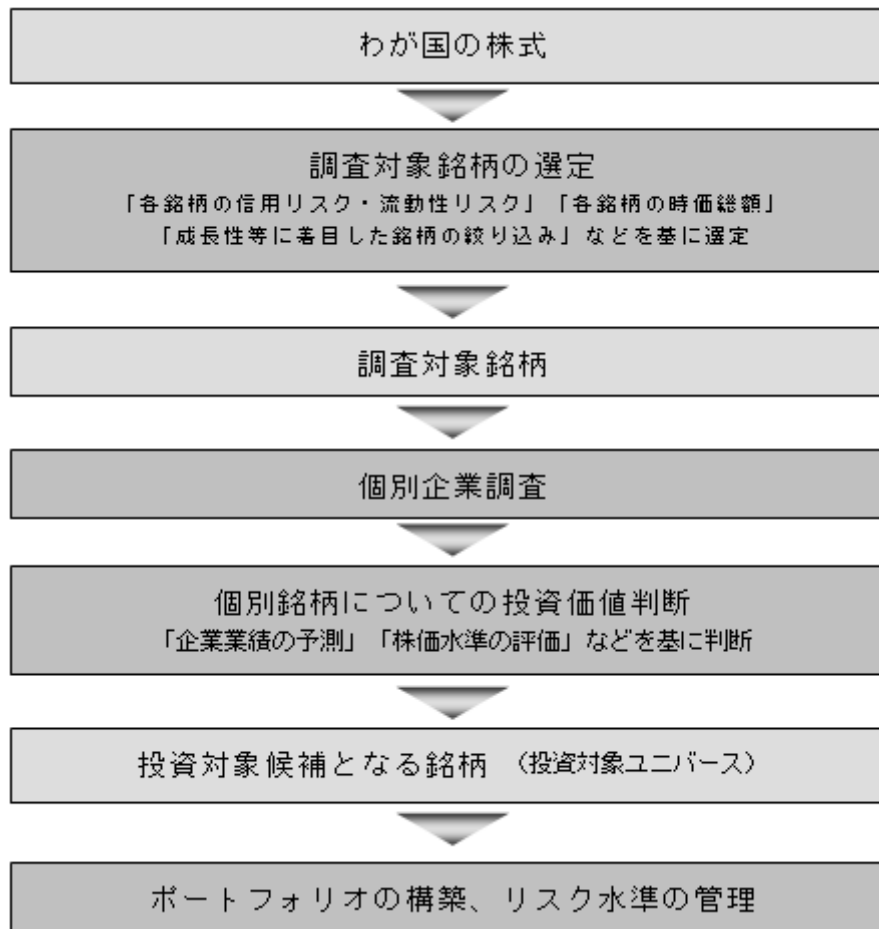 わが国の株式
調査対象銘柄の選定
「各銘柄の信用リスク・流動性リスク」「各銘柄の時価総額」
「成長性等に着目した銘柄の絞り込み」などを基に選定
調査対象銘柄
個別企業調査
個別銘柄についての投資価値判断
「企業業績の予測」「株価水準の評価」などを基に判断
投資対象候補となる銘柄 （投資対象ユニバース）
ポートフォリオの構築、リスク水準の管理